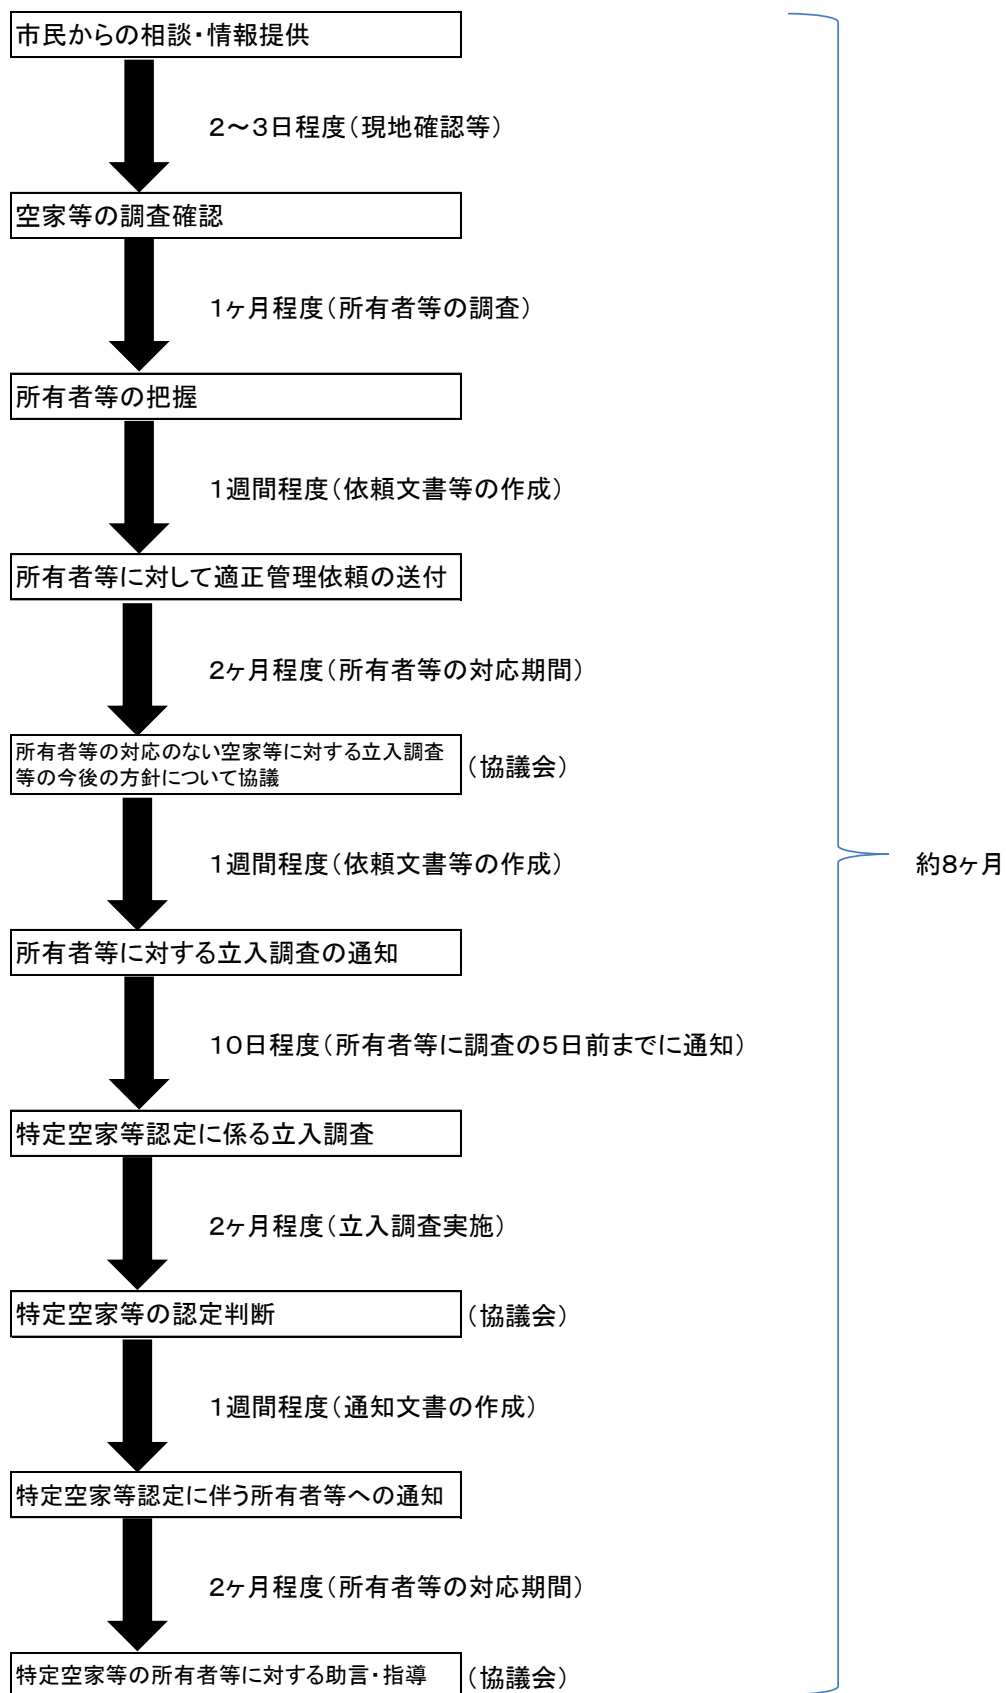 市民からの相談・情報提供
２～３日程度（現地確認等）
空家等の調査確認
１ヶ月程度（所有者等の調査）
所有者等の把握
１週間程度（依頼文書等の作成）
所有者等に対して適正管理依頼の送付
２ヶ月程度（所有者等の対応期間）
所有者等の対応のない空家等に対する立入調査
等の今後の方針について協議
（協議会）
１週間程度（依頼文書等の作成）
約８ヶ月
所有者等に対する立入調査の通知
１０日程度（所有者等に調査の５日前までに通知）
特定空家等認定に係る立入調査
２ヶ月程度（立入調査実施）
特定空家等の認定判断
（協議会）
１週間程度（通知文書の作成）
特定空家等認定に伴う所有者等への通知
２ヶ月程度（所有者等の対応期間）
特定空家等の所有者等に対する助言・指導
（協議会）